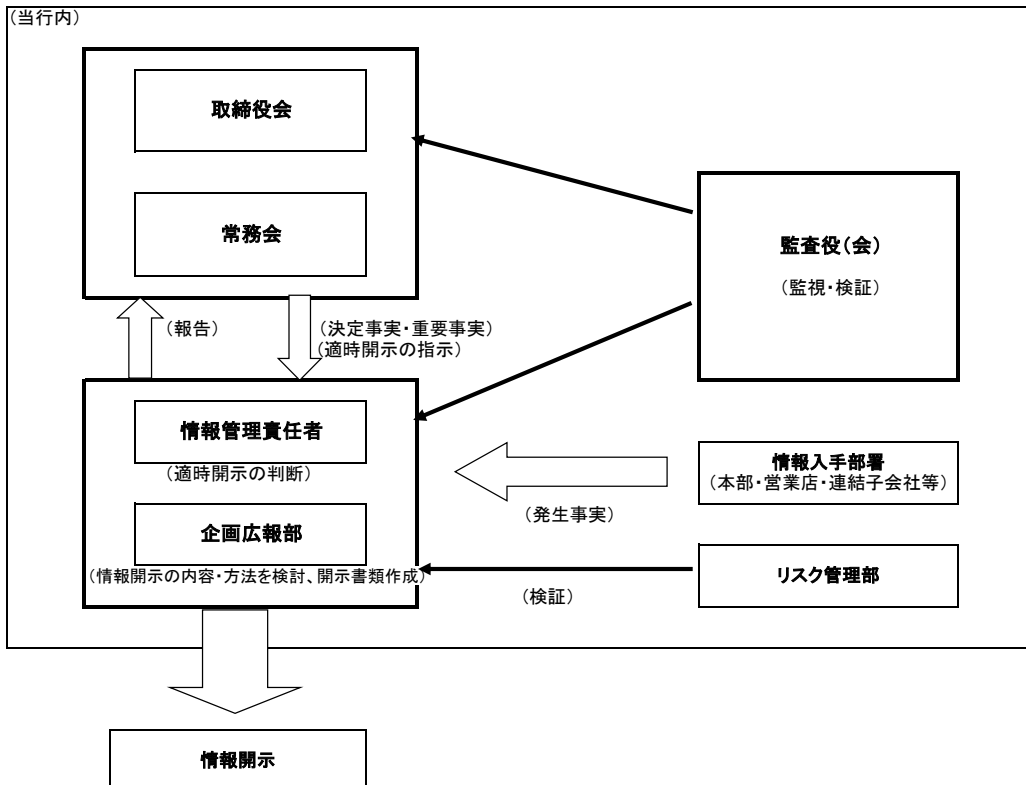 （当行内）
取締役会
常務会
監査役（会）
（監視・検証）
（報告）
（決定事実・重要事実）
（適時開示の指示）
情報管理責任者
（適時開示の判断）
企画広報部
（情報開示の内容・方法を検討、開示書類作成）
情報入手部署
（本部・営業店・連結子会社等）
（発生事実）
リスク管理部
（検証）
情報開示